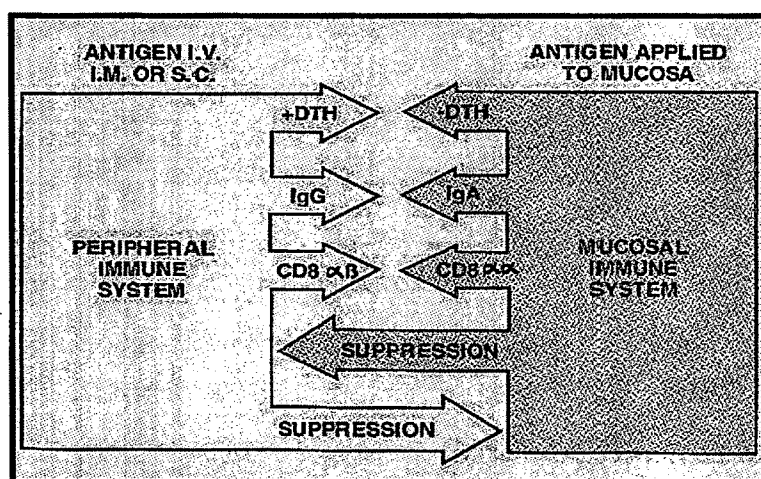 ANTIGEN I.V.
I.M. OR S.C.
ANTIGEN APPLIED
TO MUCOSA
+DTH
-DTH
IgG
IgA
PERIPHERAL
IMMUNE
SYSTEM
CD8 αβ
CD8 αα
MUCOSAL
IMMUNE
SYSTEM
SUPPRESSION
SUPPRESSION